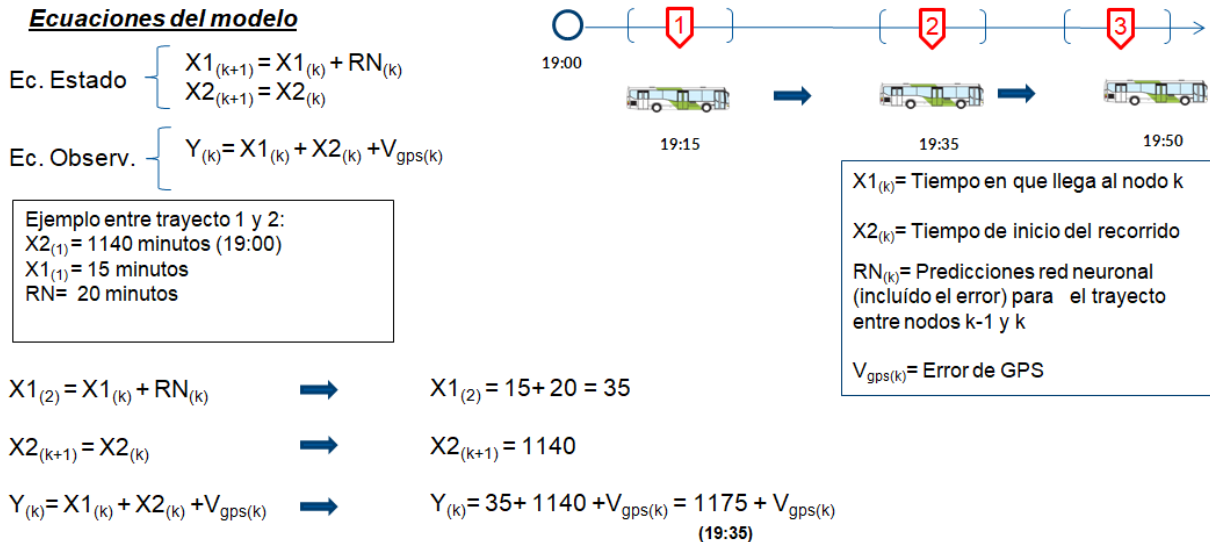 Ecuaciones del modelo
Ec. Estado
X1(k+1) = X1(k) + RN(k)
X2(k+1) = X2(k)
Ec. Observ.
Y(k)= X1(k) + X2(k) +Vgps(k)
1
2
3
19:00
19:15
19:35
19:50
Ejemplo entre trayecto 1 y 2:
X2(1) = 1140 minutos (19:00)
X1(1) = 15 minutos
RN= 20 minutos
X1(k)= Tiempo en que llega al nodo k
X2(k)= Tiempo de inicio del recorrido
RN(k)= Predicciones red neuronal
(incluído el error) para el trayecto
entre nodos k-1 y k
Vgps(k)= Error de GPS
X1(2) = X1(k) + RN(k)
X1(2) = 15+ 20 = 35
X2(k+1) = X2(k)
X2(k+1) = 1140
Y(k)= X1(k) + X2(k) +Vgps(k)
Y(k) = 35+ 1140 +Vgps(k) = 1175 + Vgps(k)
(19:35)